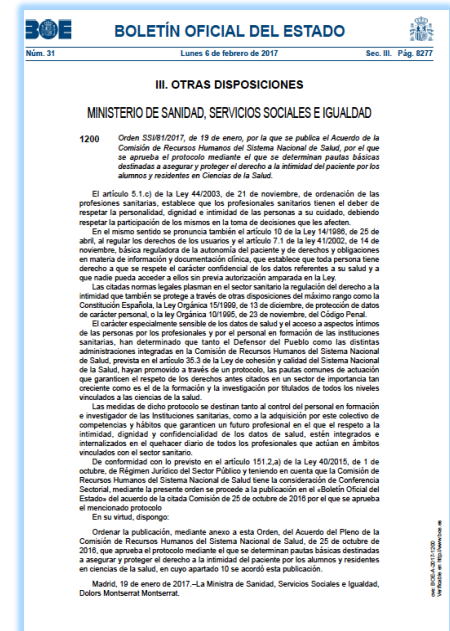 BOE
BOLETÍN OFICIAL DEL ESTADO
Núm. 31
Lunes 6 de febrero de 2017
Sec. III. Pág. 8277
III. OTRAS DISPOSICIONES
MINISTERIO DE SANIDAD, SERVICIOS SOCIALES E IGUALDAD
1200
Orden SSI/81/2017, de 19 de enero, por la que se publica el Acuerdo de la
Comisión de Recursos Humanos del Sistema Nacional de Salud, por el que
se aprueba el protocolo mediante el que se determinan pautas básicas
destinadas a asegurar y proteger el derecho a la intimidad del paciente por los
alumnos y residentes en Ciencias de la Salud.
El artículo 5.1.c) de la Ley 44/2003, de 21 de noviembre, de ordenación de las
profesiones sanitarias, establece que los profesionales sanitarios tienen el deber de
respetar la personalidad, dignidad e intimidad de las personas a su cuidado, debiendo
respetar la participación de los mismos en la toma de decisiones que les afecten.
En el mismo sentido se pronuncia también el artículo 10 de la Ley 14/1986, de 25 de
abril, al regular los derechos de los usuarios y el artículo 7.1 de la ley 41/2002, de 14 de
noviembre, básica reguladora de la autonomía del paciente y de derechos y obligaciones
en materia de información y documentación clínica, que establece que toda persona tiene
derecho a que se respete el carácter confidencial de los datos referentes a su salud y a
que nadie pueda acceder a ellos sin previa autorización amparada en la Ley.
Las citadas normas legales plasman en el sector sanitario la regulación del derecho a la
intimidad que también se protege a través de otras disposiciones del máximo rango como la
Constitución Española, la Ley Orgánica 15/1999, de 13 de diciembre, de protección de datos
de carácter personal, o la ley Orgánica 10/1995, de 23 de noviembre, del Código Penal.
El carácter especialmente sensible de los datos de salud y el acceso a aspectos íntimos
de las personas por los profesionales y por el personal en formación de las instituciones
sanitarias, han determinado que tanto el Defensor del Pueblo como las distintas
administraciones integradas en la Comisión de Recursos Humanos del Sistema Nacional
de Salud, prevista en el artículo 35.3 de la Ley de cohesión y calidad del Sistema Nacional
de la Salud, hayan promovido a través de un protocolo, las pautas comunes de actuación
que garanticen el respeto de los derechos antes citados en un sector de importancia tan
creciente como es el de la formación y la investigación por titulados de todos los niveles
vinculados a las ciencias de la salud.
Las medidas de dicho protocolo se destinan tanto al control del personal en formación
e investigador de las Instituciones sanitarias, como a la adquisición por este colectivo de
competencias y hábitos que garanticen un futuro profesional en el que el respeto a la
intimidad, dignidad y confidencialidad de los datos de salud, estén integrados e
internalizados en el quehacer diario de todos los profesionales que actúan en ámbitos
vinculados con el sector sanitario.
De conformidad con lo previsto en el artículo 151.2,a) de la Ley 40/2015, de 1 de
octubre, de Régimen Jurídico del Sector Público y teniendo en cuenta que la Comisión de
Recursos Humanos del Sistema Nacional de Salud tiene la consideración de Conferencia
Sectorial, mediante la presente orden se procede a la publicación en el «Boletín Oficial del
Estado» del acuerdo de la citada Comisión de 25 de octubre de 2016 por el que se aprueba
el mencionado protocolo
En su virtud, dispongo:
Ordenar la publicación, mediante anexo a esta Orden, del Acuerdo del Pleno de la
Comisión de Recursos Humanos del Sistema Nacional de Salud, de 25 de octubre de
2016, que aprueba el protocolo mediante el que se determinan pautas básicas destinadas
a asegurar y proteger el derecho a la intimidad del paciente por los alumnos y residentes
en ciencias de la salud, en cuyo apartado 10 se acordó esta publicación.
Madrid, 19 de enero de 2017.–La Ministra de Sanidad, Servicios Sociales e Igualdad,
Dolors Montserrat Montserrat.
cve: BOE-A-2017-1200
Verificable en http://www.boe.es